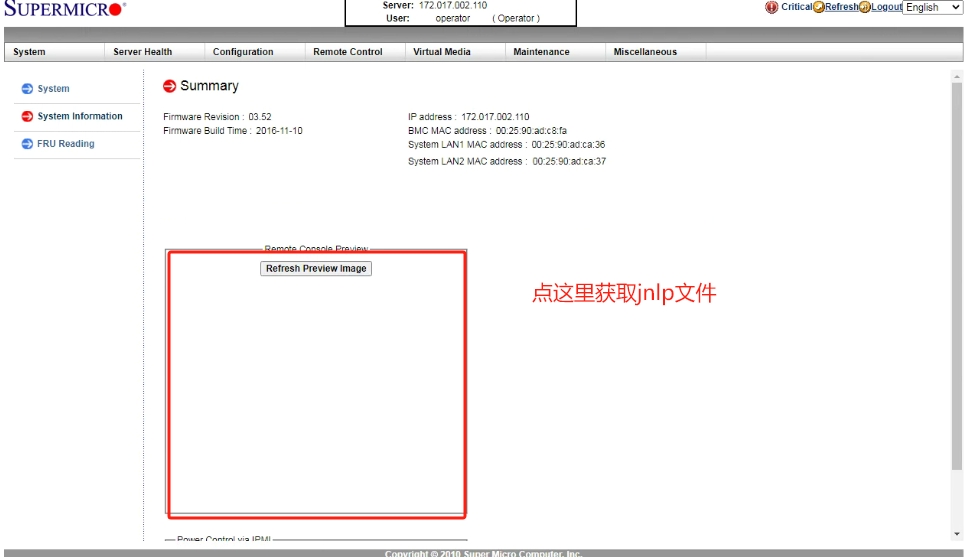 SUPERMICRO
Server: 172.017.002.110
User: operator ( Operator )
Critical Refresh Logout English
System Server Health Configuration Remote Control Virtual Media Maintenance Miscellaneous
System
System Information
FRU Reading
Summary
Firmware Revision : 03.52
Firmware Build Time : 2016-11-10
IP address : 172.017.002.110
BMC MAC address : 00:25:90:ad:c8:fa
System LAN1 MAC address : 00:25:90:ad:ca:36
System LAN2 MAC address : 00:25:90:ad:ca:37
Remote Console Preview
Refresh Preview Image
点这里获取jnlp文件
Power Control via IPMI
Copyright © 2010 Super Micro Computer, Inc.